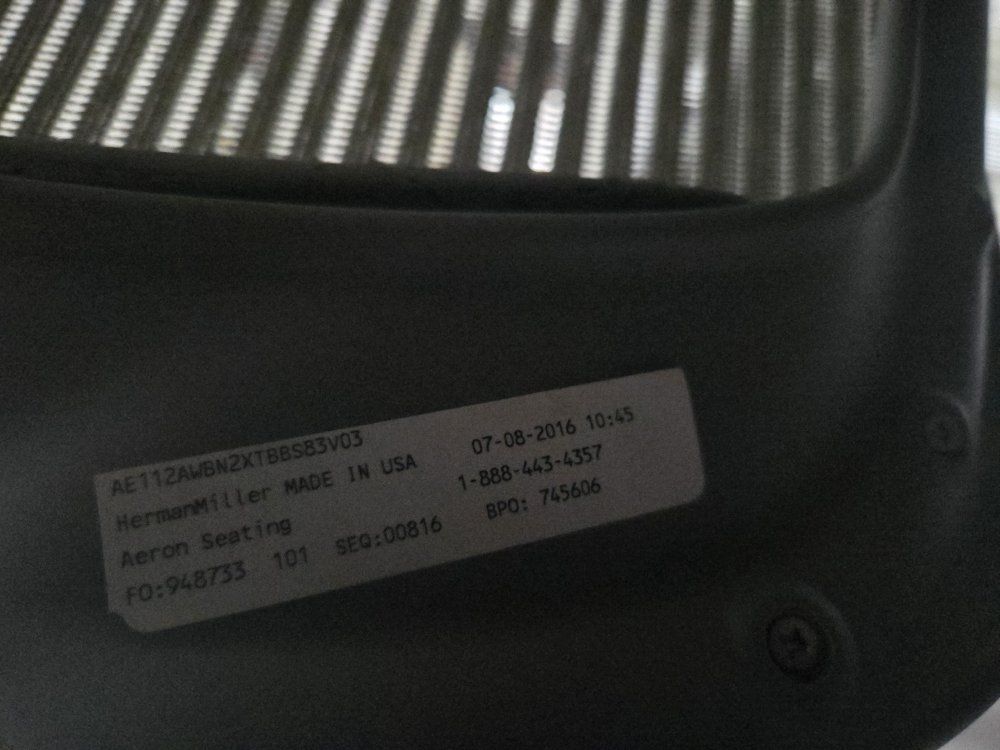 AE112AWBN2XTBBS83V03 07-08-2016 10:45
HermanMiller MADE IN USA 1-888-443-4357
Aeron Seating BPO: 745606
FO:948733 101 SEQ:00816